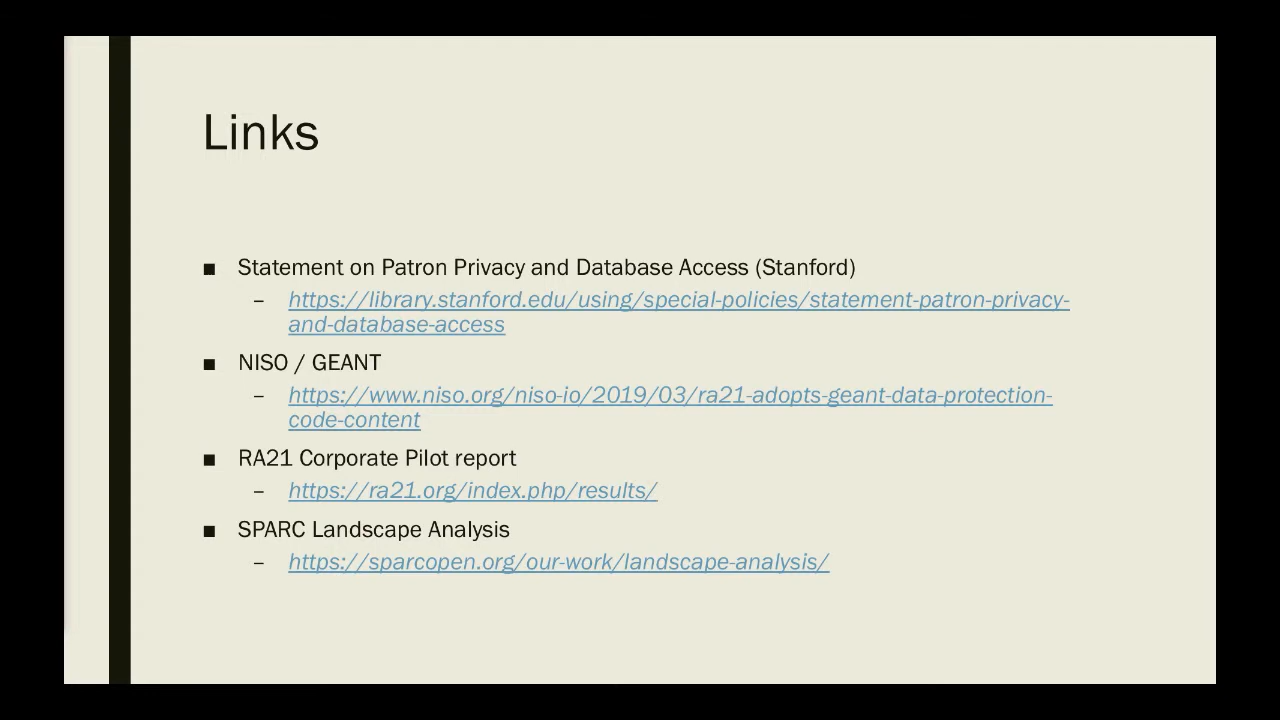 Links
■ Statement on Patron Privacy and Database Access (Stanford)
– https://library.stanford.edu/using/special-policies/statement-patron-privacy-
and-database-access
■ NISO / GEANT
– https://www.niso.org/niso-io/2019/03/ra21-adopts-geant-data-protection-
code-content
■ RA21 Corporate Pilot report
– https://ra21.org/index.php/results/
■ SPARC Landscape Analysis
– https://sparcopen.org/our-work/landscape-analysis/